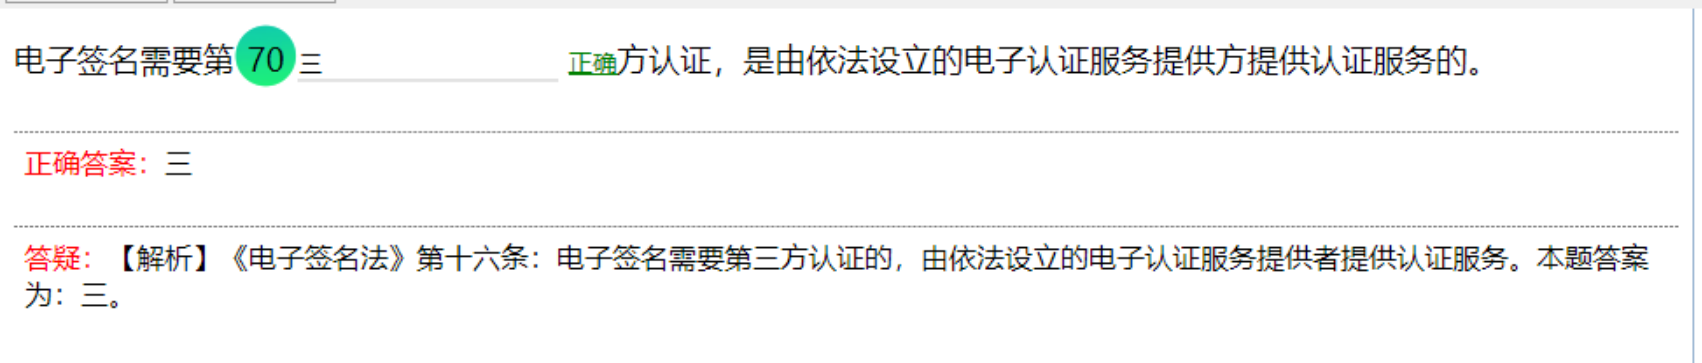 电子签名需要第 70 三 正确方认证，是由依法设立的电子认证服务提供方提供认证服务的。
正确答案：三
答疑：【解析】《电子签名法》第十六条：电子签名需要第三方认证的，由依法设立的电子认证服务提供者提供认证服务。本题答案
为：三。